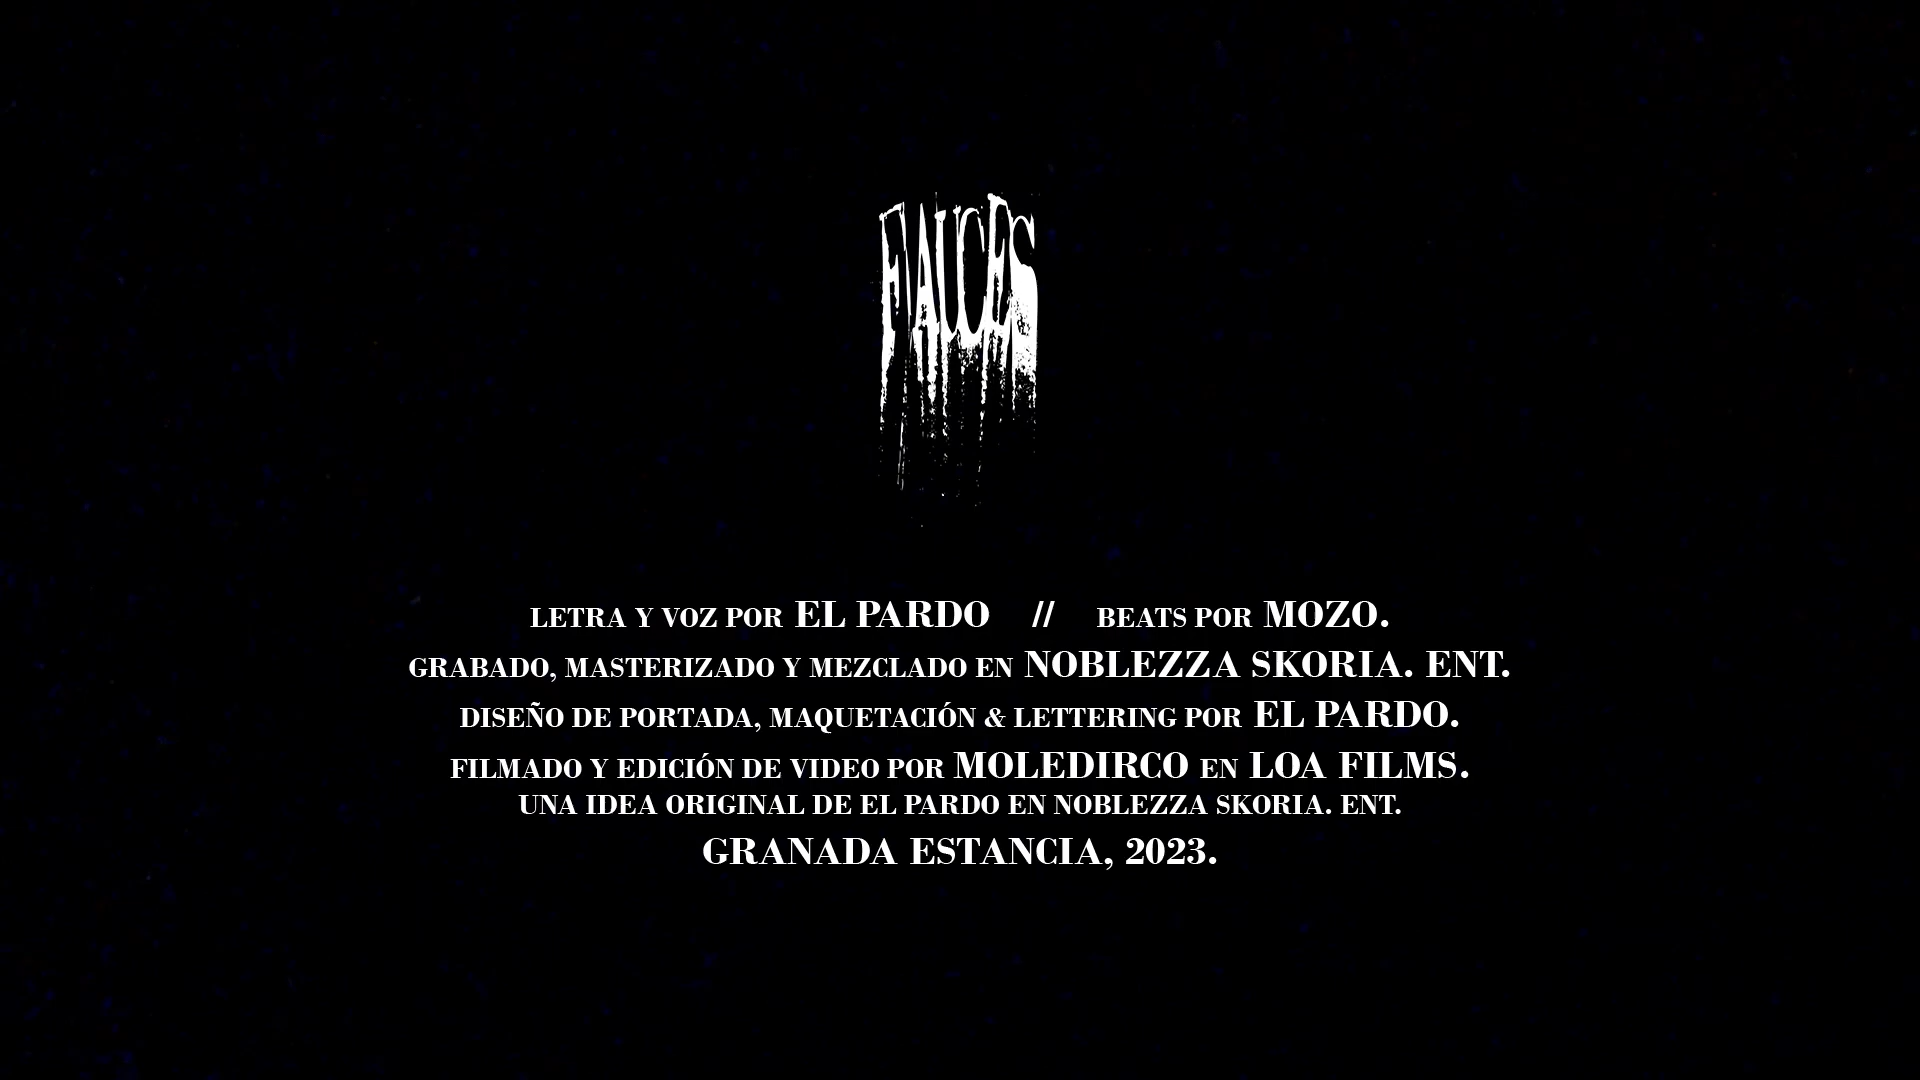 FAUCES
LETRA Y VOZ POR EL PARDO // BEATS POR MOZO.
GRABADO, MASTERIZADO Y MEZCLADO EN NOBLEZZA SKORIA. ENT.
DISEÑO DE PORTADA, MAQUETACIÓN & LETTERING POR EL PARDO.
FILMADO Y EDICIÓN DE VIDEO POR MOLEDIRCO EN LOA FILMS.
UNA IDEA ORIGINAL DE EL PARDO EN NOBLEZZA SKORIA. ENT.
GRANADA ESTANCIA, 2023.